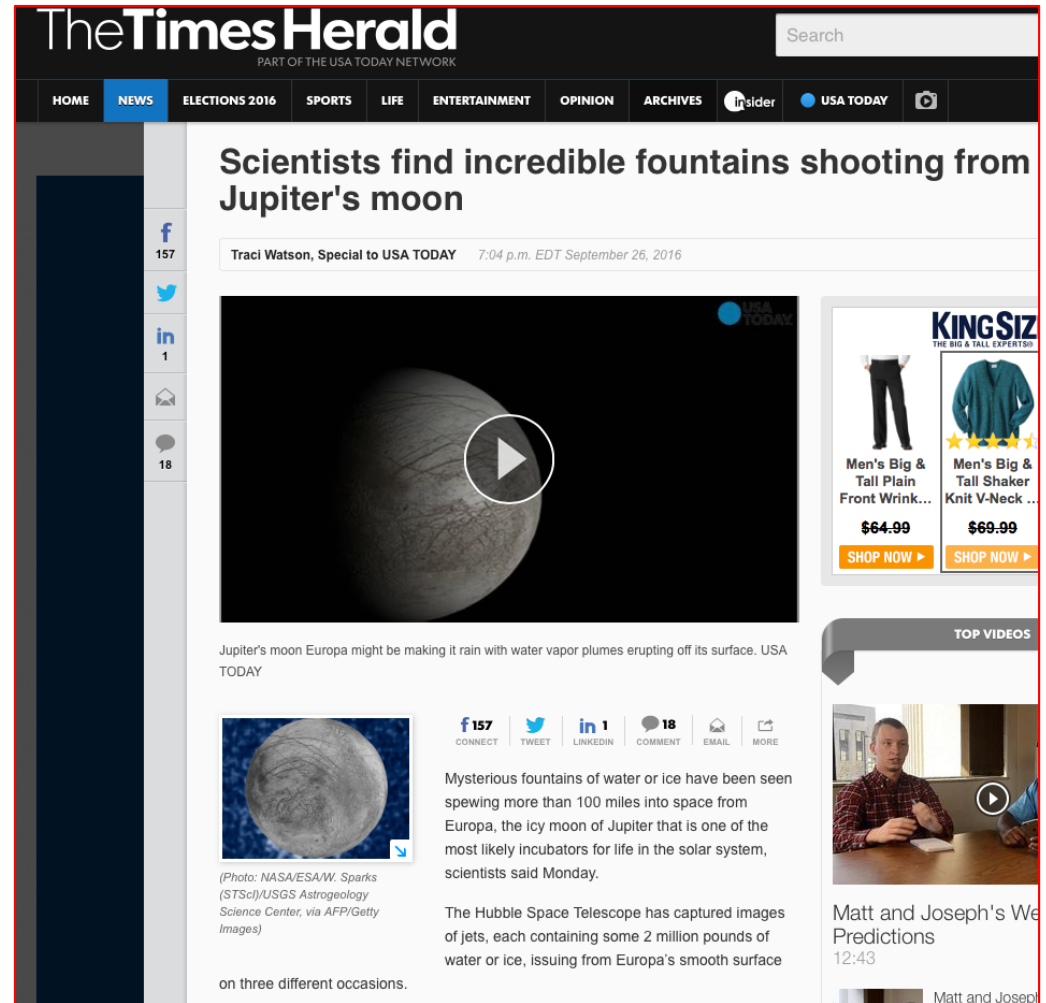 TheTimes Herald
PART OF THE USA TODAY NETWORK
Search
HOME
NEWS
ELECTIONS 2016
SPORTS
LIFE
ENTERTAINMENT
OPINION
ARCHIVES
insider
USA TODAY
Scientists find incredible fountains shooting from
Jupiter's moon
Traci Watson, Special to USA TODAY 7:04 p.m. EDT September 26, 2016
157
1
18
USA
TODAY
Jupiter's moon Europa might be making it rain with water vapor plumes erupting off its surface. USA
TODAY
(Photo: NASA/ESA/W. Sparks
(STScI)/USGS Astrogeology
Science Center, via AFP/Getty
Images)
157
CONNECT
TWEET
in 1
LINKEDIN
18
COMMENT
EMAIL
MORE
Mysterious fountains of water or ice have been seen
spewing more than 100 miles into space from
Europa, the icy moon of Jupiter that is one of the
most likely incubators for life in the solar system,
scientists said Monday.
The Hubble Space Telescope has captured images
of jets, each containing some 2 million pounds of
water or ice, issuing from Europa's smooth surface
on three different occasions.
KINGSIZ
THE BIG & TALL EXPERTS®
Men's Big &
Tall Plain
Front Wrink...
$64.99
SHOP NOW
Men's Big &
Tall Shaker
Knit V-Neck ...
$69.99
SHOP NOW
TOP VIDEOS
Matt and Joseph's We
Predictions
12:43
Matt and Joseph